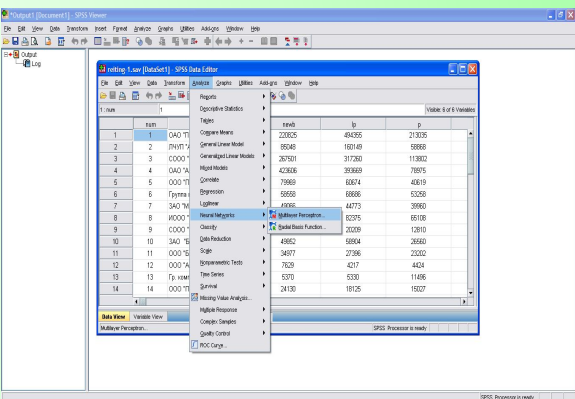 *Output1 [Document1] - SPSS Viewer
File Edit View Data Transform Insert Format Analyze Graphs Utilities Add-ons Window Help
Output
Log
retting-1.sav [DataSet1] - SPSS Data Editor
File Edit View Data Transform Analyze Graphs Utilities Add-ons Window Help
1 : num 1 Visible: 6 of 6 Variables
num newb lp p
1 1 ОАО "П 220825 494355 213035
2 2 ЛЧУП "А 85048 160149 58868
3 3 СООО " 267501 317260 113802
4 4 ОАО "А 423606 393669 78975
5 5 ООО "П 79969 60674 40619
6 6 Группа 58558 68686 53258
7 7 ЗАО "М 44773 39960
8 8 ИООО " 82375 65108
9 9 СООО " 20209 12810
10 10 ЗАО "Б 49852 58904 26560
11 11 ООО "Б 34977 27396 23202
12 12 ООО "А 7629 4217 4424
13 13 Гр. ком 5370 5330 11496
14 14 ООО "П 24130 18125 15027
Reports
Descriptive Statistics
Tables
Compare Means
General Linear Model
Generalized Linear Models
Mixed Models
Correlate
Regression
Loglinear
Neural Networks
Classify
Data Reduction
Scale
Nonparametric Tests
Time Series
Survival
Missing Value Analysis...
Multiple Response
Complex Samples
Quality Control
ROC Curve...
Multilayer Perceptron...
Radial Basis Function...
Data View Variable View
Multilayer Perceptron... SPSS Processor is ready
SPSS Processor is ready